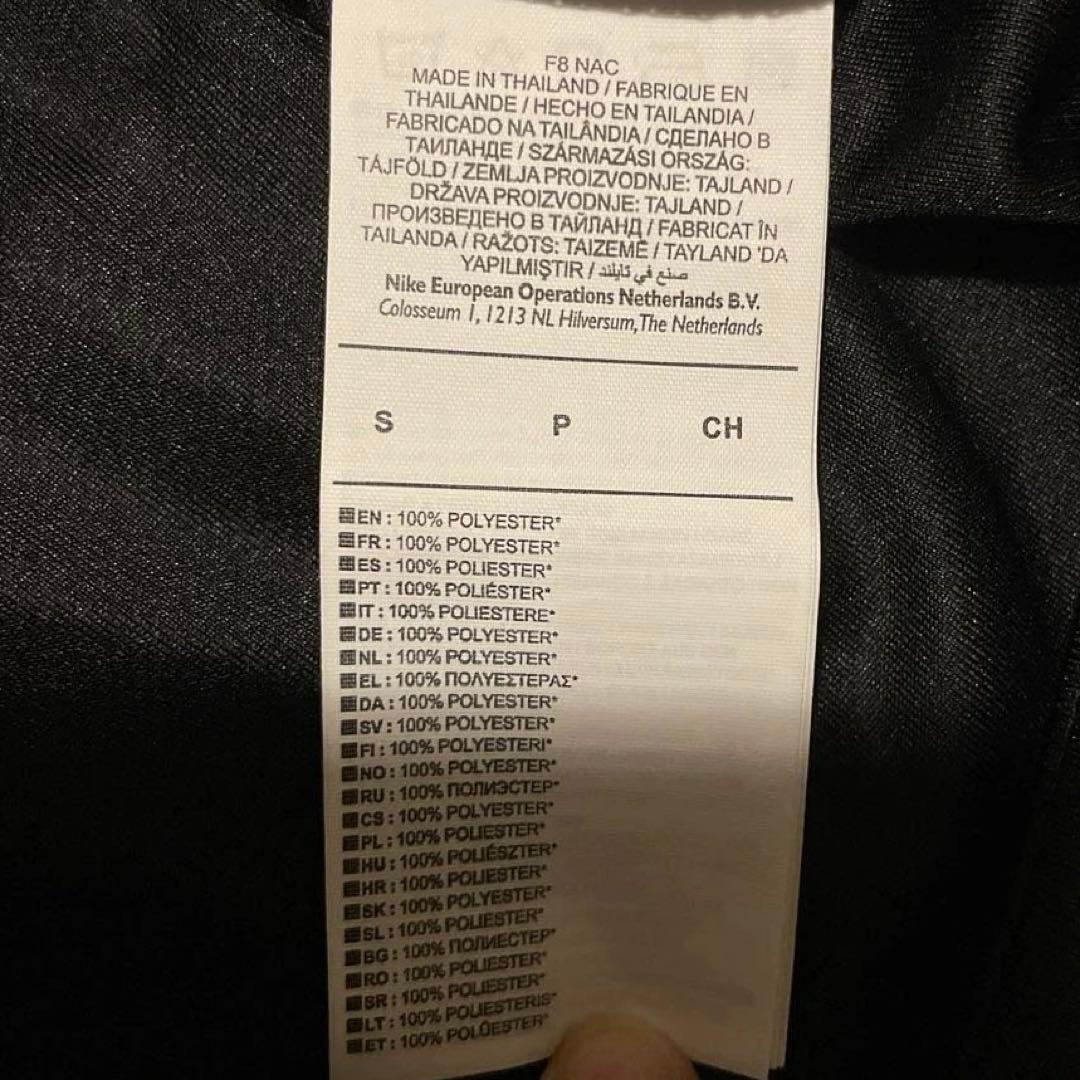 F8 NAC
MADE IN THAILAND / FABRIQUE EN
THAILANDE / HECHO EN TAILANDIA /
FABRICADO NA TAILÂNDIA / СДЕЛАНО В
ТАИЛАНДЕ / SZÁRMAZÁSI ORSZÁG:
TÁJFÖLD / ZEMLJA PROIZVODNJE: TAJLAND /
DRŽAVA PROIZVODNJE: TAJLAND /
ПРОИЗВЕДЕНО В ТАЙЛАНД / FABRICAT ÎN
TAILANDA / RAŽOTS: TAIZEMĒ / TAYLAND 'DA
YAPILMIŞTIR / صنع في تايلند
Nike European Operations Netherlands B.V.
Colosseum 1, 1213 NL Hilversum, The Netherlands
S P CH
EN : 100% POLYESTER*
FR : 100% POLYESTER*
ES : 100% POLIESTER*
PT : 100% POLIÉSTER*
IT : 100% POLIESTERE*
DE : 100% POLYESTER*
NL : 100% POLYESTER*
EL : 100% ΠΟΛΥΕΣΤΕΡΑΣ*
DA : 100% POLYESTER*
SV : 100% POLYESTER*
FI : 100% POLYESTERI*
NO : 100% POLYESTER*
RU : 100% ПОЛИЭСТЕР*
CS : 100% POLYESTER*
PL : 100% POLIESTER*
HU : 100% POLIÉSZTER*
HR : 100% POLIESTER*
SK : 100% POLYESTER*
SL : 100% POLIESTER*
BG : 100% ПОЛИЕСТЕР*
RO : 100% POLIESTER*
SR : 100% POLIESTER*
LT : 100% POLIESTERIS*
ET : 100% POLÜESTER*